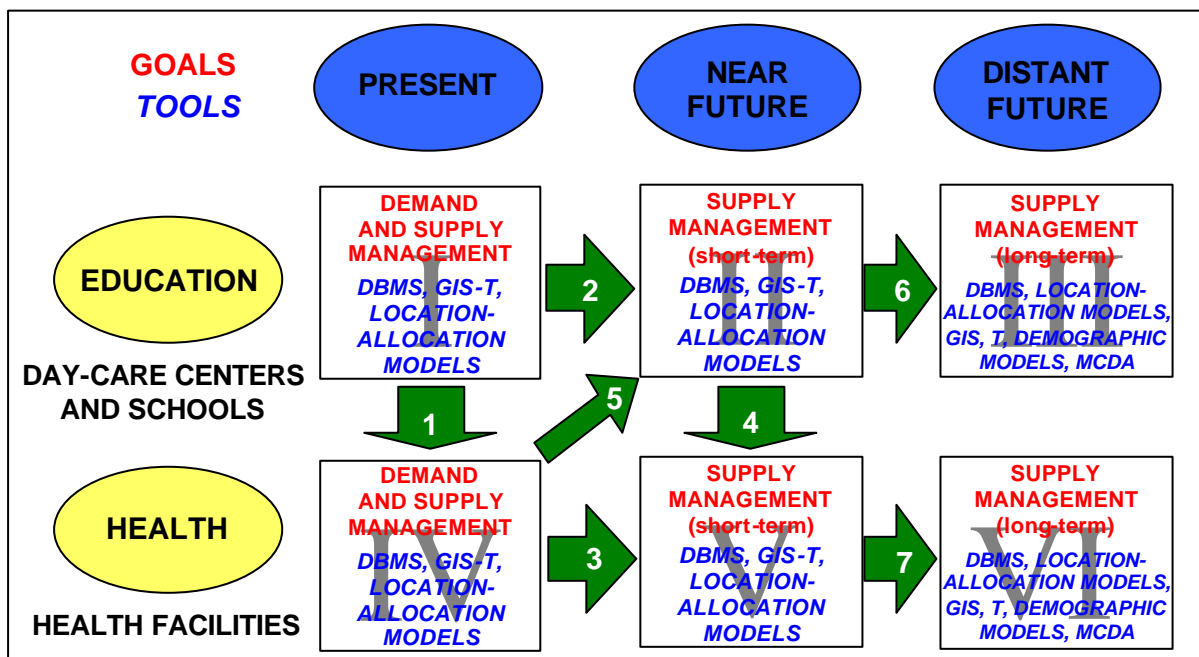 GOALS
TOOLS
PRESENT
NEAR
FUTURE
DISTANT
FUTURE
EDUCATION
DAY-CARE CENTERS
AND SCHOOLS
I
DEMAND
AND SUPPLY
MANAGEMENT
DBMS, GIS-T,
LOCATION-
ALLOCATION
MODELS
2
II
SUPPLY
MANAGEMENT
(short-term)
DBMS, GIS-T,
LOCATION-
ALLOCATION
MODELS
6
III
SUPPLY
MANAGEMENT
(long-term)
DBMS, LOCATION-
ALLOCATION MODELS,
GIS, T, DEMOGRAPHIC
MODELS, MCDA
1
5
4
HEALTH
HEALTH FACILITIES
IV
DEMAND
AND SUPPLY
MANAGEMENT
DBMS, GIS-T,
LOCATION-
ALLOCATION
MODELS
3
V
SUPPLY
MANAGEMENT
(short-term)
DBMS, GIS-T,
LOCATION-
ALLOCATION
MODELS
7
VI
SUPPLY
MANAGEMENT
(long-term)
DBMS, LOCATION-
ALLOCATION MODELS,
GIS, T, DEMOGRAPHIC
MODELS, MCDA